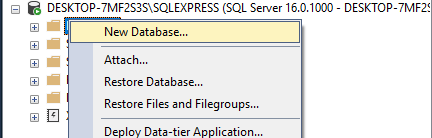 DESKTOP-7MF2S3S\SQLEXPRESS (SQL Server 16.0.1000 - DESKTOP-7MF2S
New Database...
Attach...
Restore Database...
Restore Files and Filegroups...
Deploy Data-tier Application...